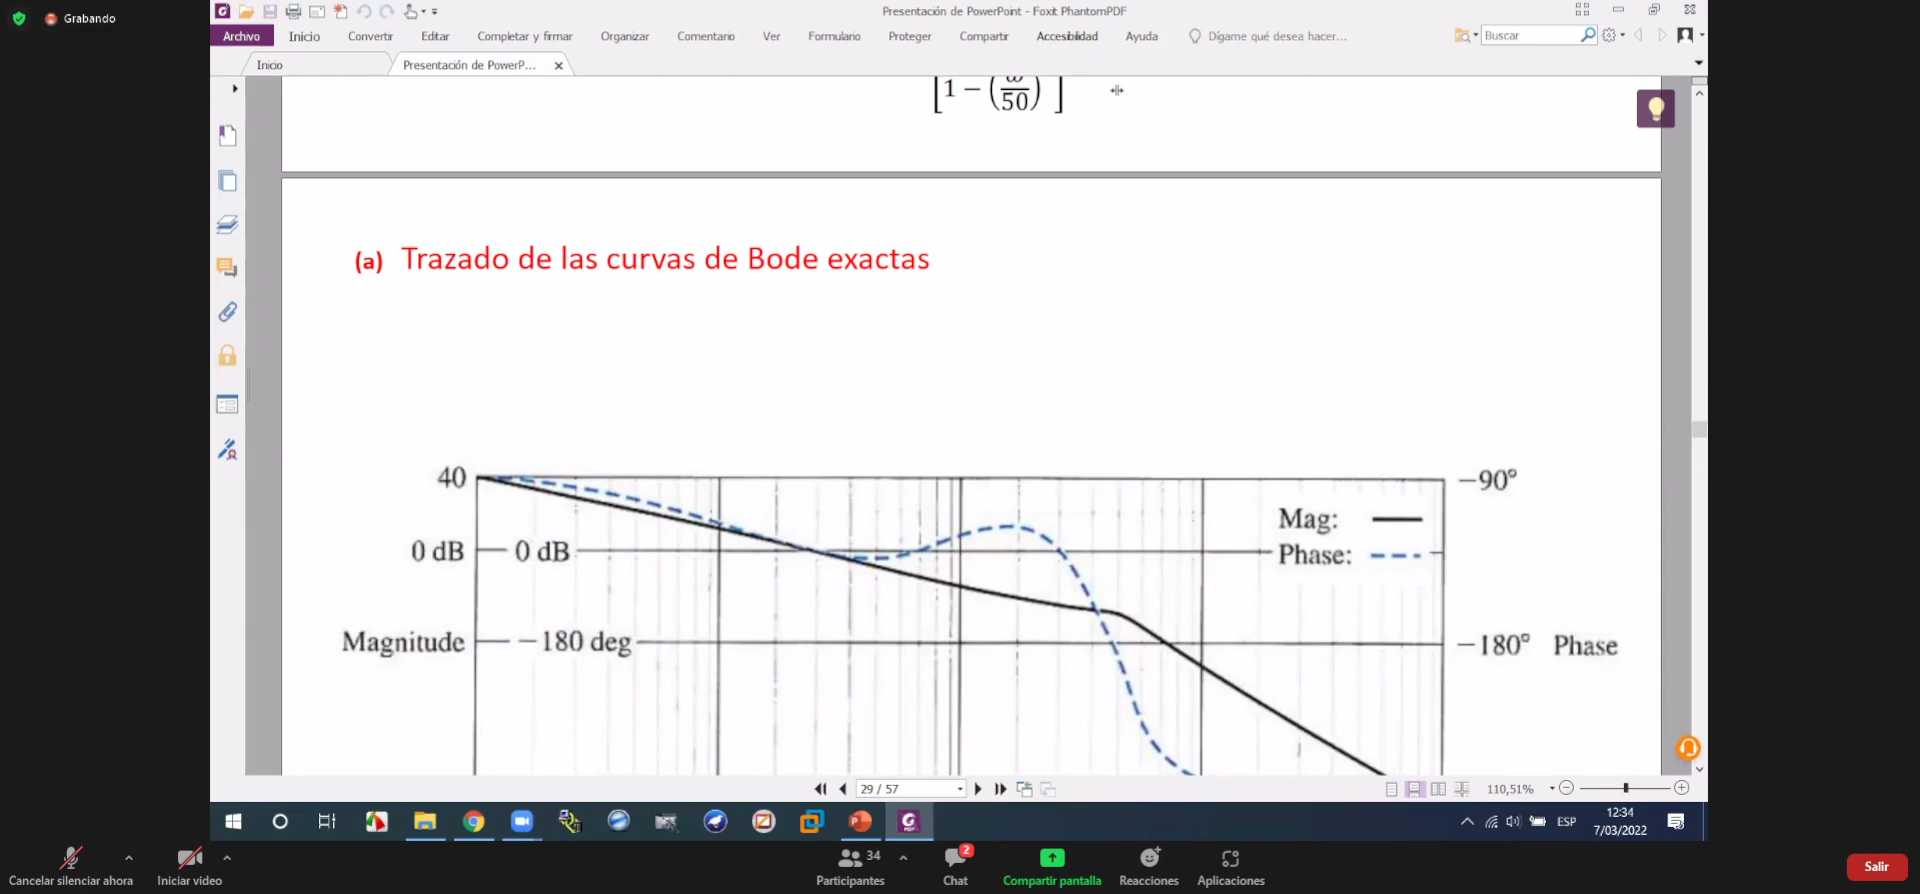 Grabando
Presentación de PowerPoint - Foxit PhantomPDF
Archivo Inicio Convertir Editar Completar y firmar Organizar Comentario Ver Formulario Proteger Compartir Accesibilidad Ayuda Dígame qué desea hacer... Buscar
Inicio Presentación de PowerP...
[1 − (ω/50) ]
(a) Trazado de las curvas de Bode exactas
40 −90°
Mag:
0 dB 0 dB Phase:
Magnitude −180 deg −180° Phase
29 / 57 110,51%
12:34
ESP
7/03/2022
34 2
Cancelar silenciar ahora Iniciar video Participantes Chat Compartir pantalla Reacciones Aplicaciones Salir